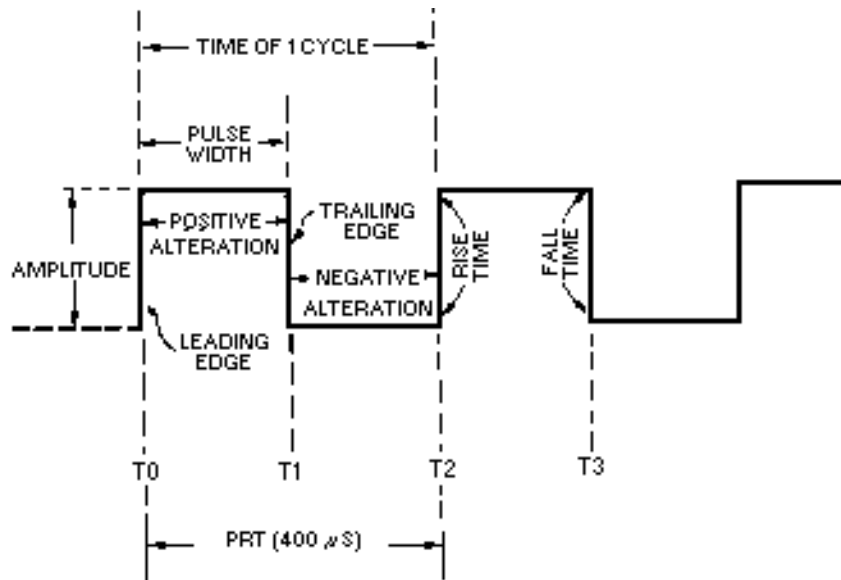 TIME OF 1 CYCLE
PULSE
WIDTH
POSITIVE
ALTERATION
TRAILING
EDGE
AMPLITUDE
NEGATIVE
ALTERATION
RISE
TIME
FALL
TIME
LEADING
EDGE
T0
T1
T2
T3
PRT (400 μS)